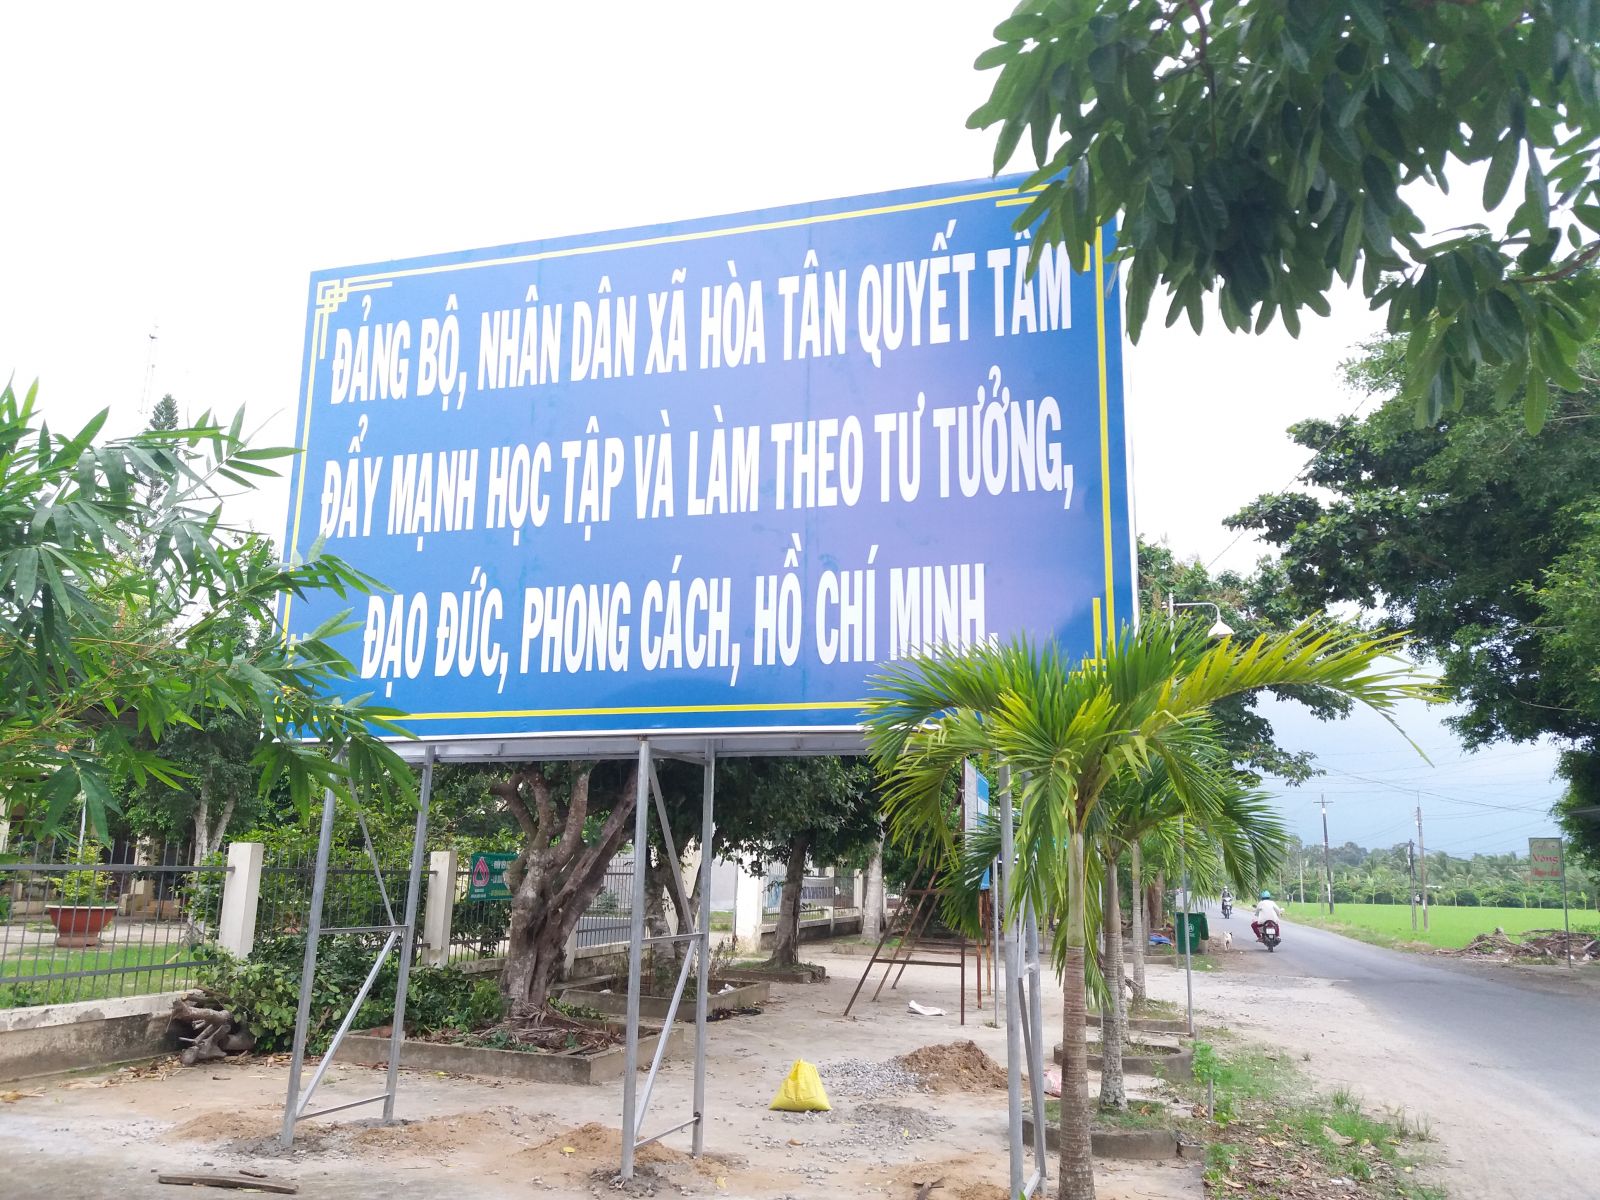 ĐẢNG BỘ, NHÂN DÂN XÃ HÒA TÂN QUYẾT TÂM
ĐẨY MẠNH HỌC TẬP VÀ LÀM THEO TƯ TƯỞNG,
ĐẠO ĐỨC, PHONG CÁCH, HỒ CHÍ MINH.
Võng